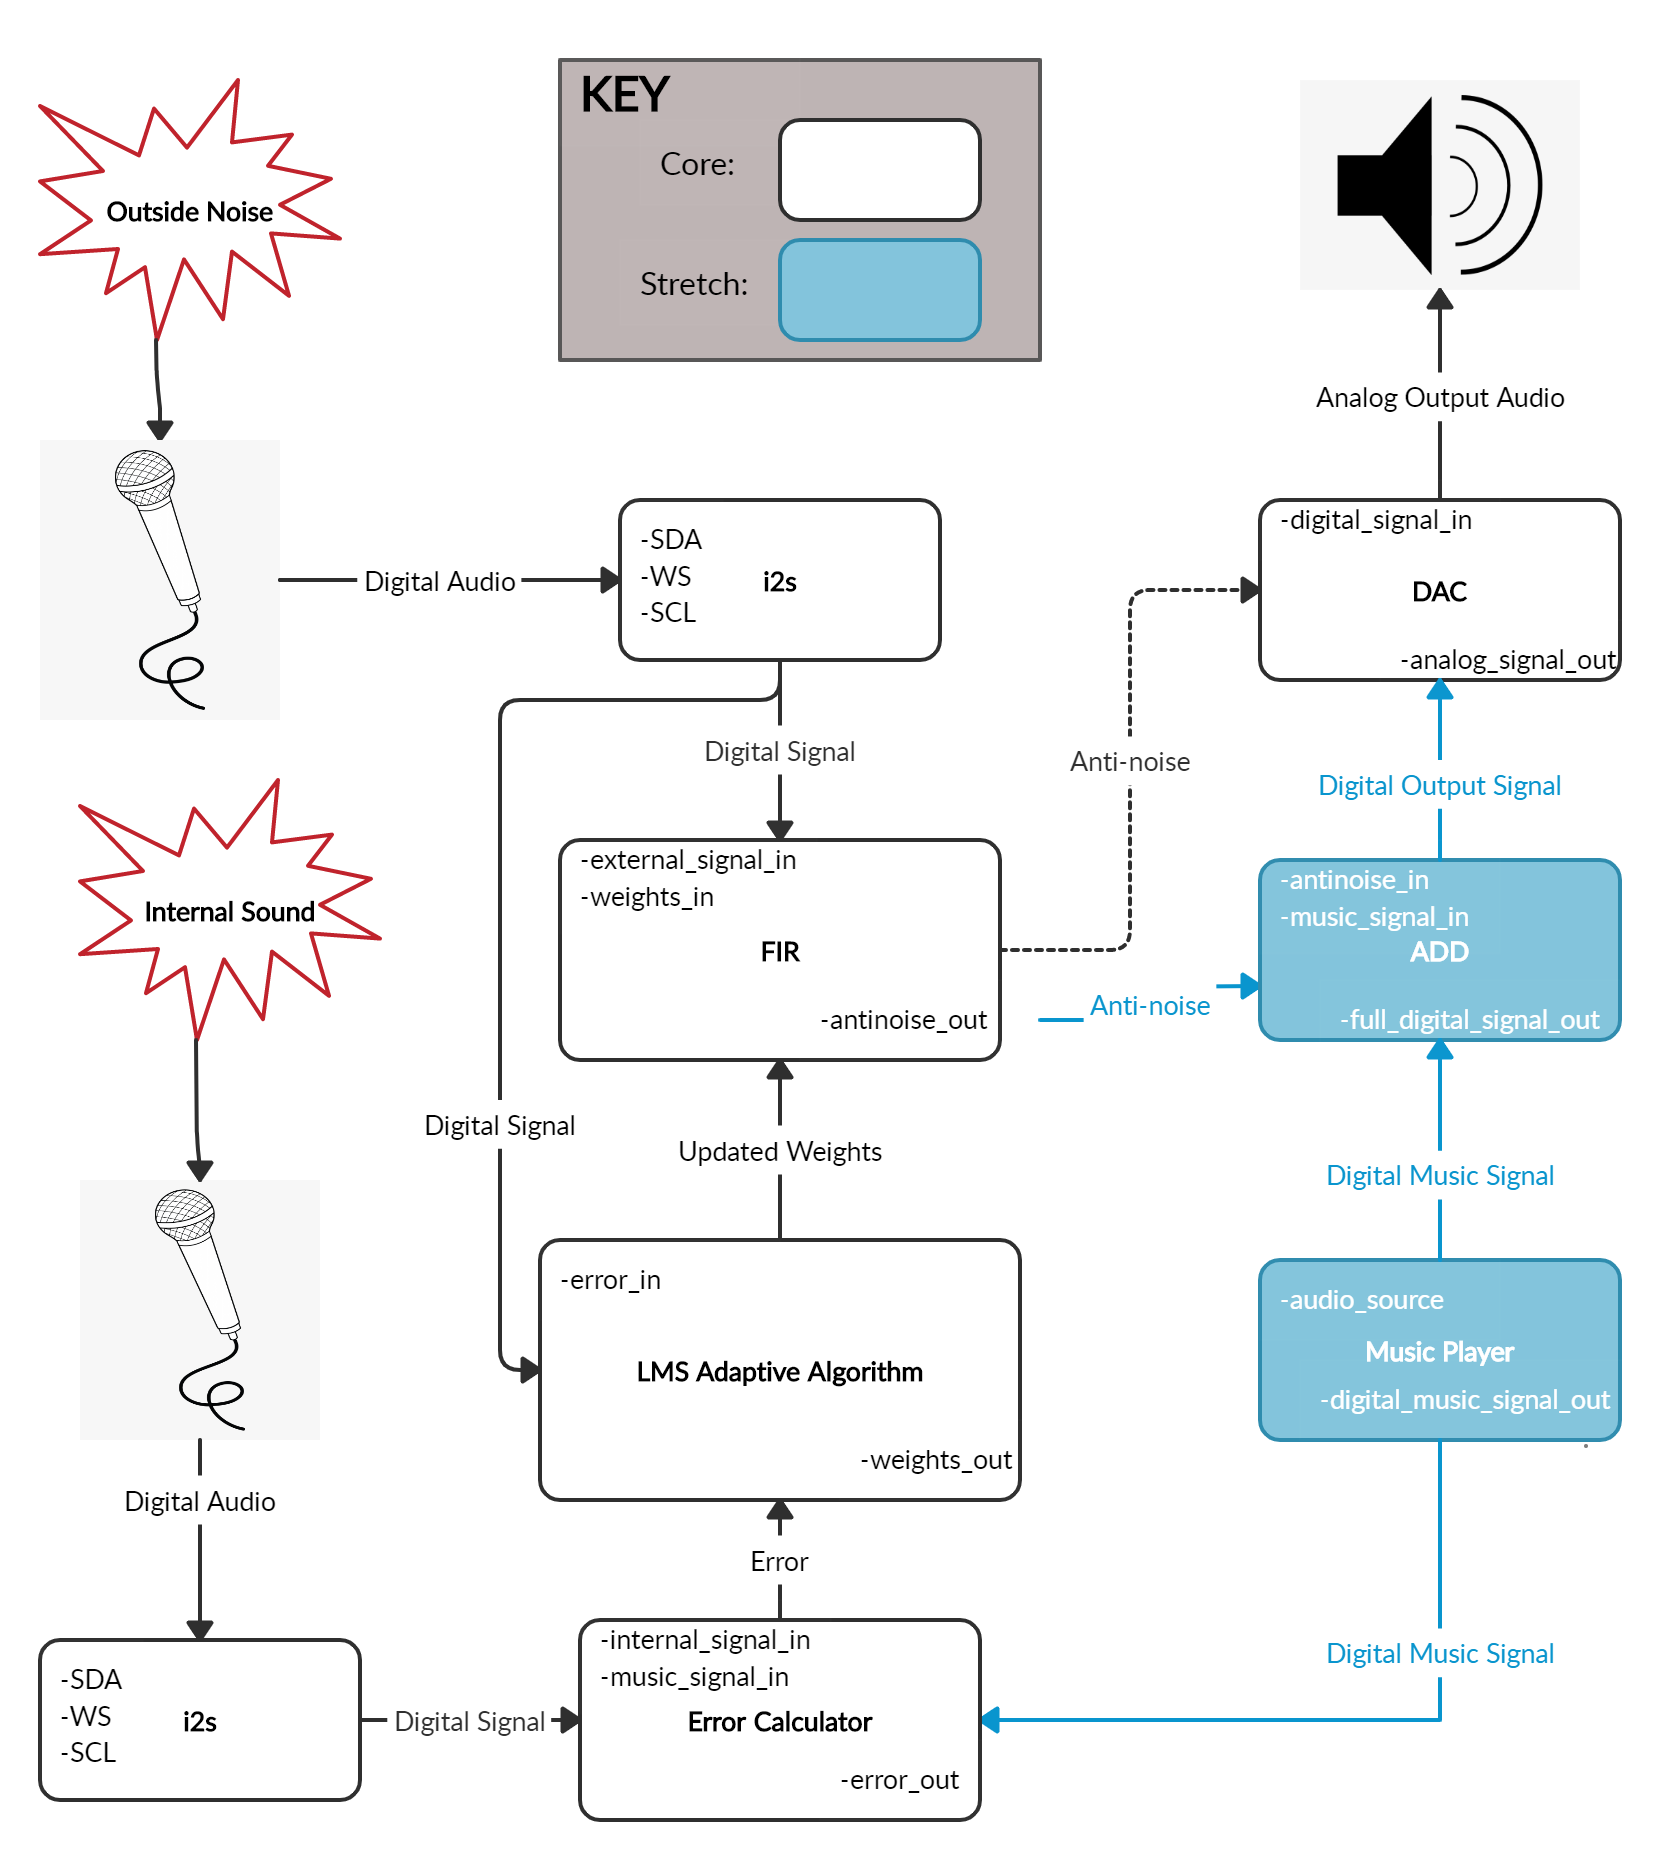 KEY
Core:
Stretch:
Outside Noise
Analog Output Audio
Digital Audio
-SDA
-WS
-SCL
i2s
-digital_signal_in
DAC
-analog_signal_out
Digital Signal
Anti-noise
Digital Output Signal
Internal Sound
-external_signal_in
-weights_in
FIR
-antinoise_out
Anti-noise
-antinoise_in
-music_signal_in
ADD
-full_digital_signal_out
Digital Signal
Updated Weights
Digital Music Signal
-error_in
LMS Adaptive Algorithm
-weights_out
-audio_source
Music Player
-digital_music_signal_out
Digital Audio
Error
-SDA
-WS
-SCL
i2s
Digital Signal
-internal_signal_in
-music_signal_in
Error Calculator
-error_out
Digital Music Signal